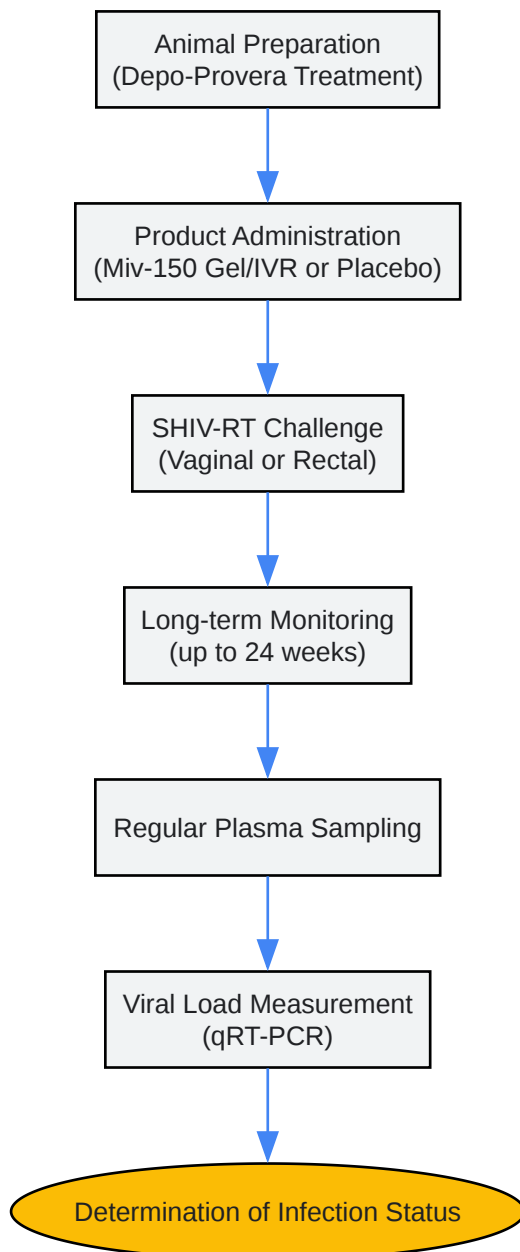 Animal Preparation
(Depo-Provera Treatment)
Product Administration
(Miv-150 Gel/IVR or Placebo)
SHIV-RT Challenge
(Vaginal or Rectal)
Long-term Monitoring
(up to 24 weeks)
Regular Plasma Sampling
Viral Load Measurement
(qRT-PCR)
Determination of Infection Status